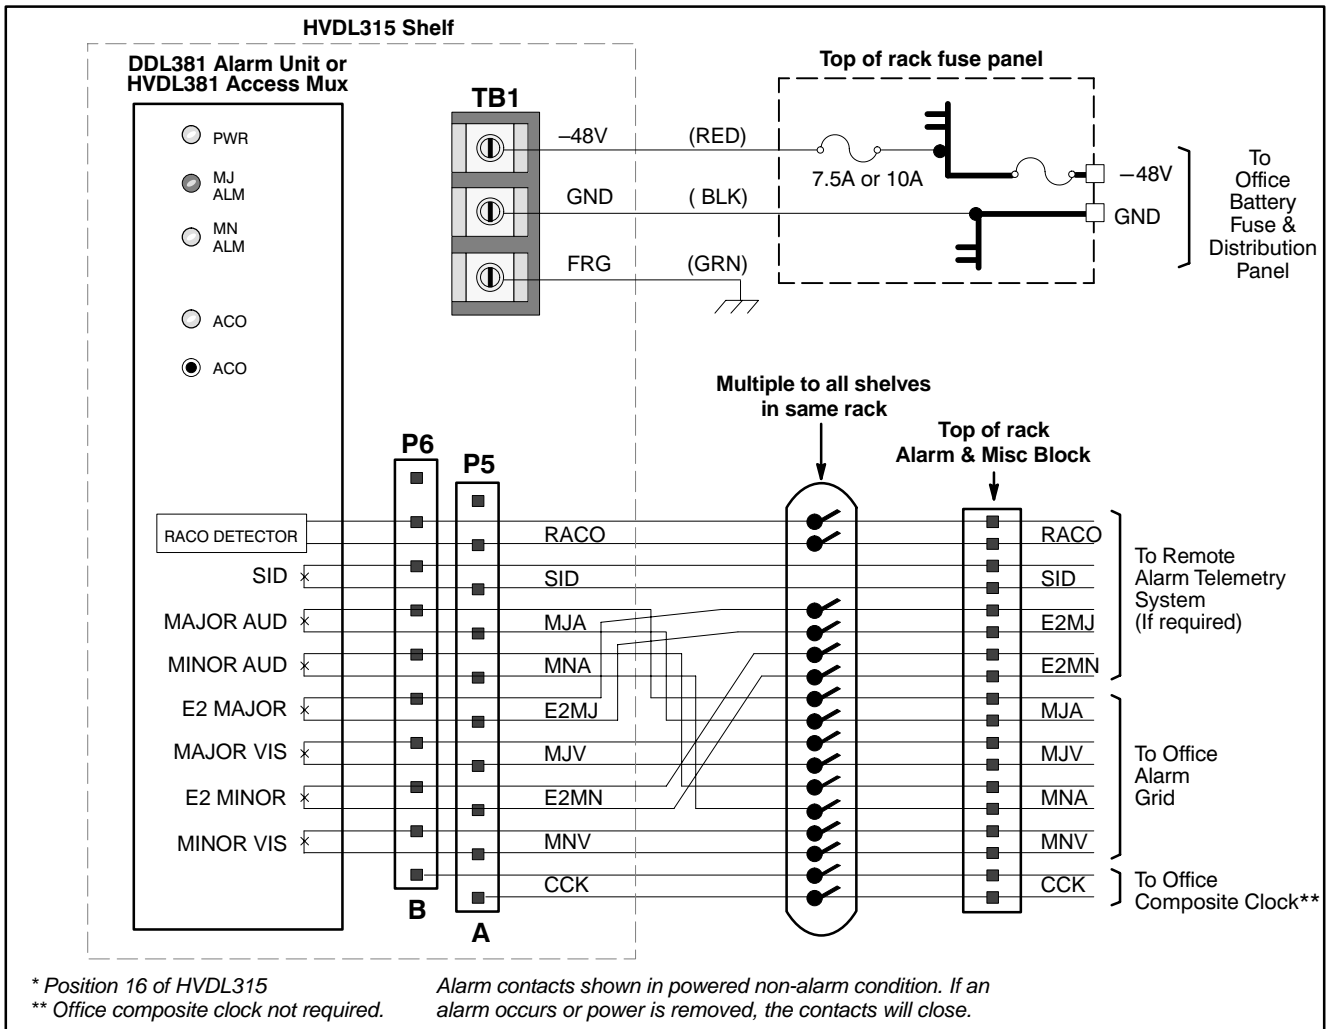 HVDL315 Shelf
DDL381 Alarm Unit or
HVDL381 Access Mux
PWR
MJ
ALM
MN
ALM
ACO
ACO
TB1
–48V
(RED)
GND
( BLK)
FRG
(GRN)
Top of rack fuse panel
7.5A or 10A
–48V
GND
To
Office
Battery
Fuse &
Distribution
Panel
Multiple to all shelves
in same rack
Top of rack
Alarm & Misc Block
P6
P5
RACO DETECTOR
SID
MAJOR AUD
MINOR AUD
E2 MAJOR
MAJOR VIS
E2 MINOR
MINOR VIS
B
A
RACO
SID
MJA
MNA
E2MJ
MJV
E2MN
MNV
CCK
RACO
SID
E2MJ
E2MN
MJA
MJV
MNA
MNV
CCK
To Remote
Alarm Telemetry
System
(If required)
To Office
Alarm
Grid
To Office
Composite Clock**
* Position 16 of HVDL315
** Office composite clock not required.
Alarm contacts shown in powered non-alarm condition. If an
alarm occurs or power is removed, the contacts will close.